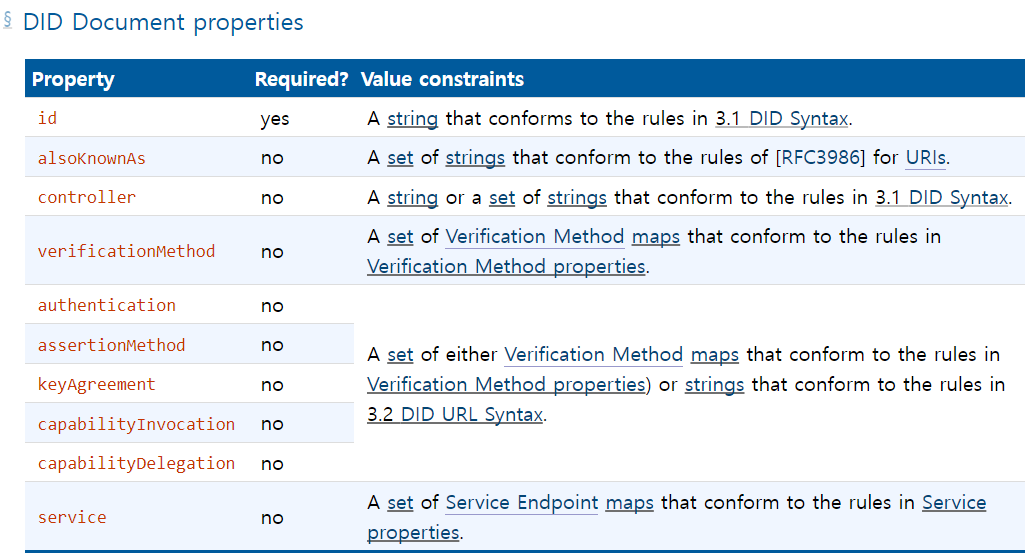 § DID Document properties
Property Required? Value constraints
id yes A string that conforms to the rules in 3.1 DID Syntax.
alsoKnownAs no A set of strings that conform to the rules of [RFC3986] for URIs.
controller no A string or a set of strings that conform to the rules in 3.1 DID Syntax.
verificationMethod no A set of Verification Method maps that conform to the rules in
Verification Method properties.
authentication no
assertionMethod no
keyAgreement no
capabilityInvocation no
capabilityDelegation no
A set of either Verification Method maps that conform to the rules in
Verification Method properties) or strings that conform to the rules in
3.2 DID URL Syntax.
service no A set of Service Endpoint maps that conform to the rules in Service
properties.